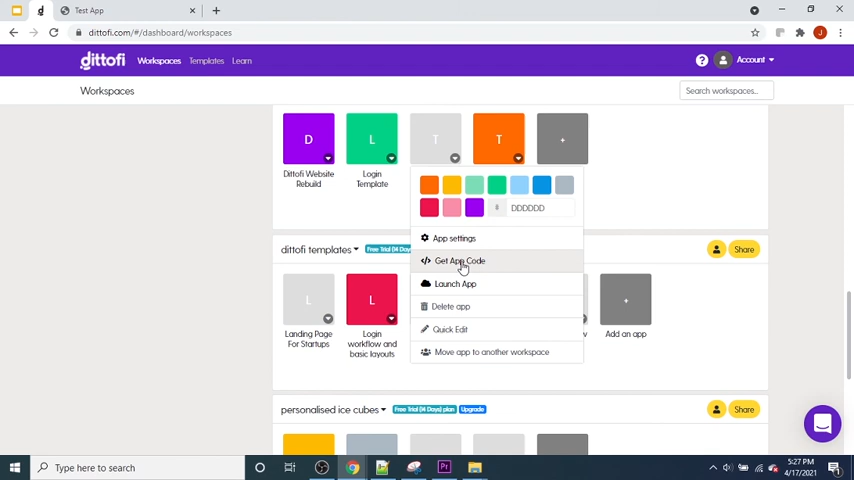 Test App
dittofi.com/#/dashboard/workspaces
J
dittofi
Workspaces
Templates
Learn
?
Account
Workspaces
Search workspaces...
D
L
T
T
+
Dittofi Website
Rebuild
Login
Template
#
DDDDDD
App settings
dittofi templates
Free Trial (14 Days)
Share
</> Get App Code
Launch App
L
L
+
Delete app
Landing Page
For Startups
Login
workflow and
basic layouts
Quick Edit
Add an app
Move app to another workspace
personalised ice cubes
Free Trial (14 Days) plan
Upgrade
Share
Type here to search
Pr
5:27 PM
4/17/2021